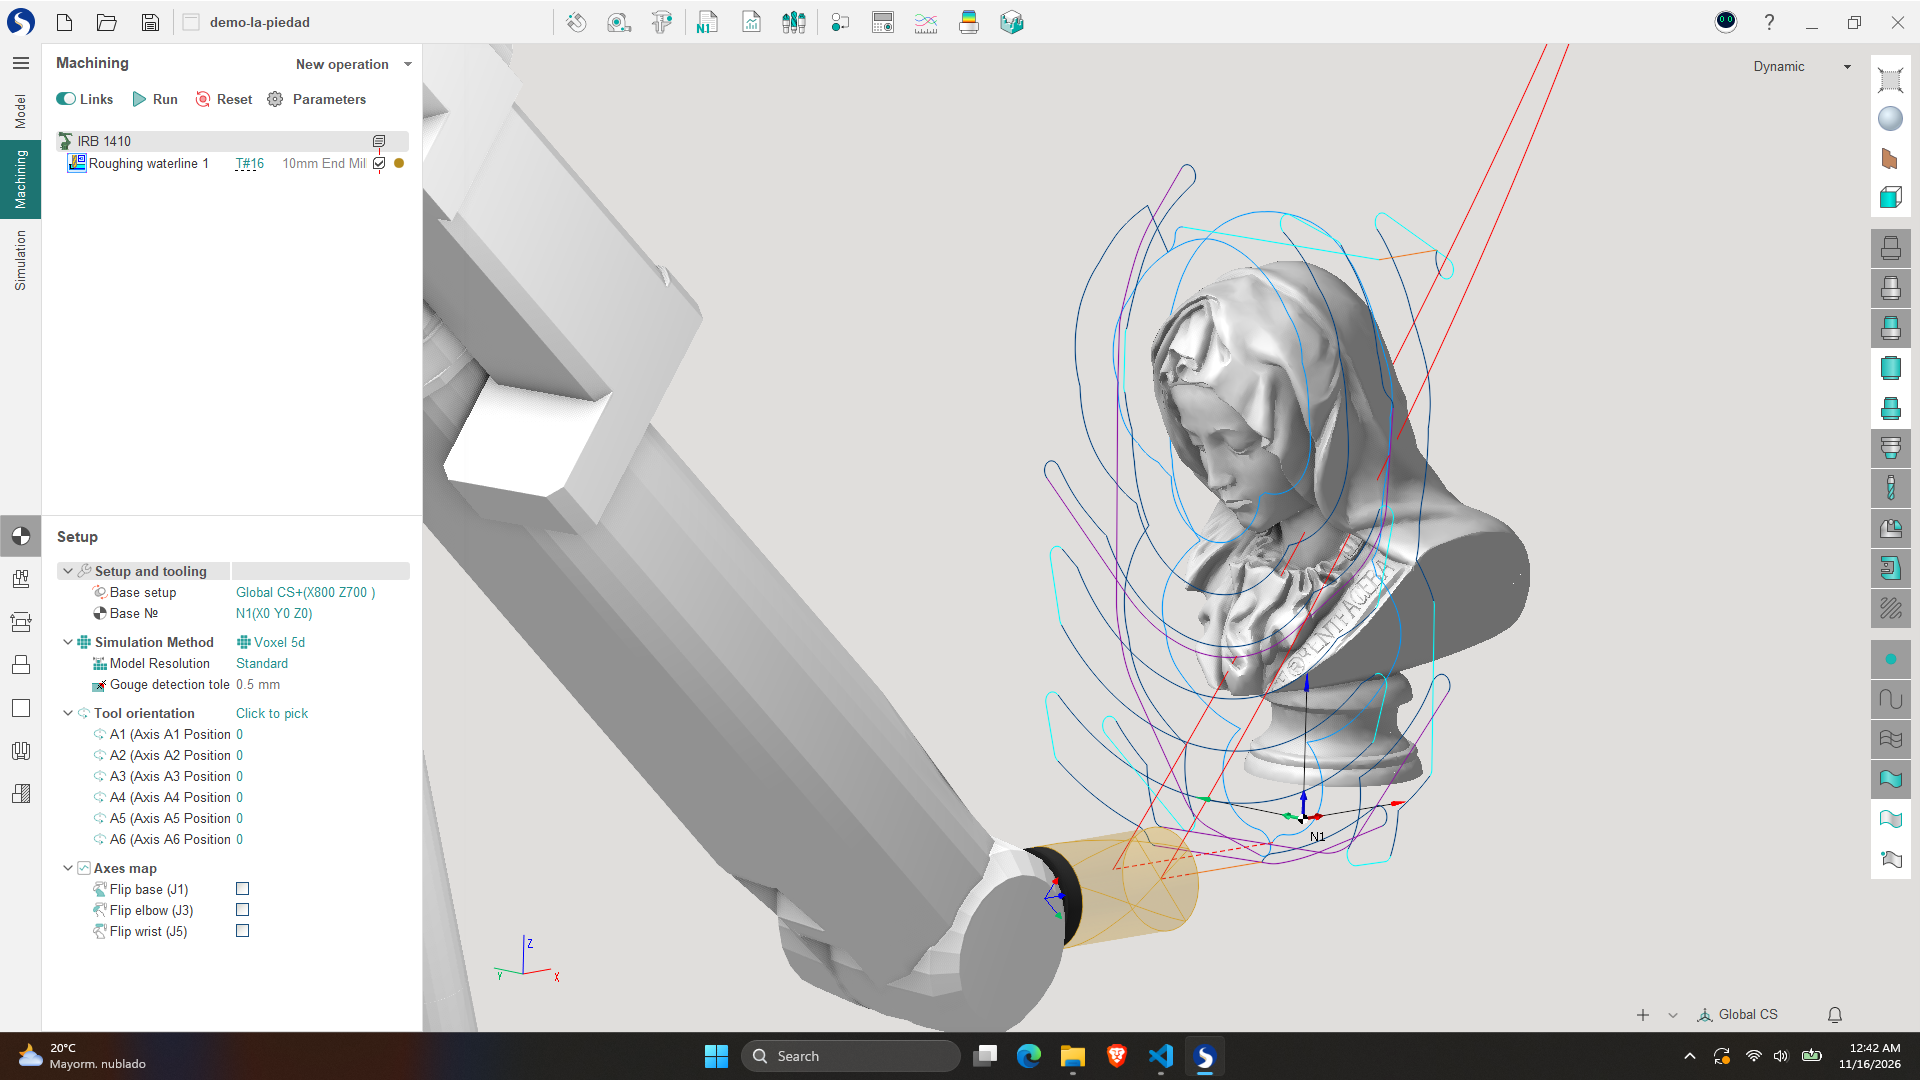 demo-la-piedad
N1
Machining
New operation
Links
Run
Reset
Parameters
Model
Machining
Simulation
IRB 1410
Roughing waterline 1 T#16 10mm End Mil
Dynamic
Setup
Setup and tooling
Base setup Global CS+(X800 Z700 )
Base № N1(X0 Y0 Z0)
Simulation Method Voxel 5d
Model Resolution Standard
Gouge detection tole 0.5 mm
Tool orientation Click to pick
A1 (Axis A1 Position 0
A2 (Axis A2 Position 0
A3 (Axis A3 Position 0
A4 (Axis A4 Position 0
A5 (Axis A5 Position 0
A6 (Axis A6 Position 0
Axes map
Flip base (J1)
Flip elbow (J3)
Flip wrist (J5)
N1
Z
Y
X
Global CS
20°C
Mayorm. nublado
Search
12:42 AM
11/16/2026